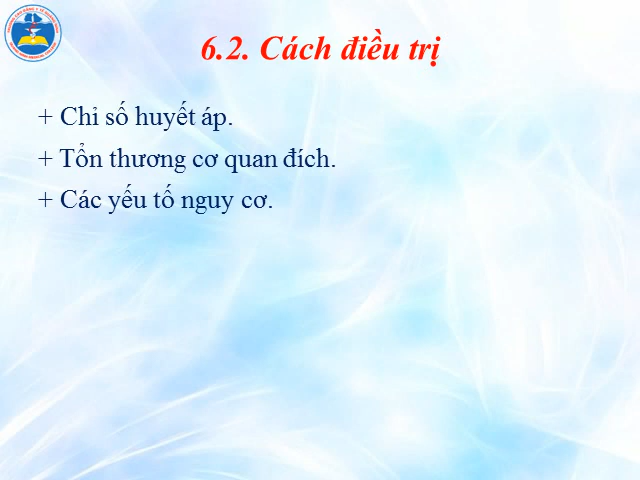 6.2. Cách điều trị
+ Chỉ số huyết áp.
+ Tổn thương cơ quan đích.
+ Các yếu tố nguy cơ.